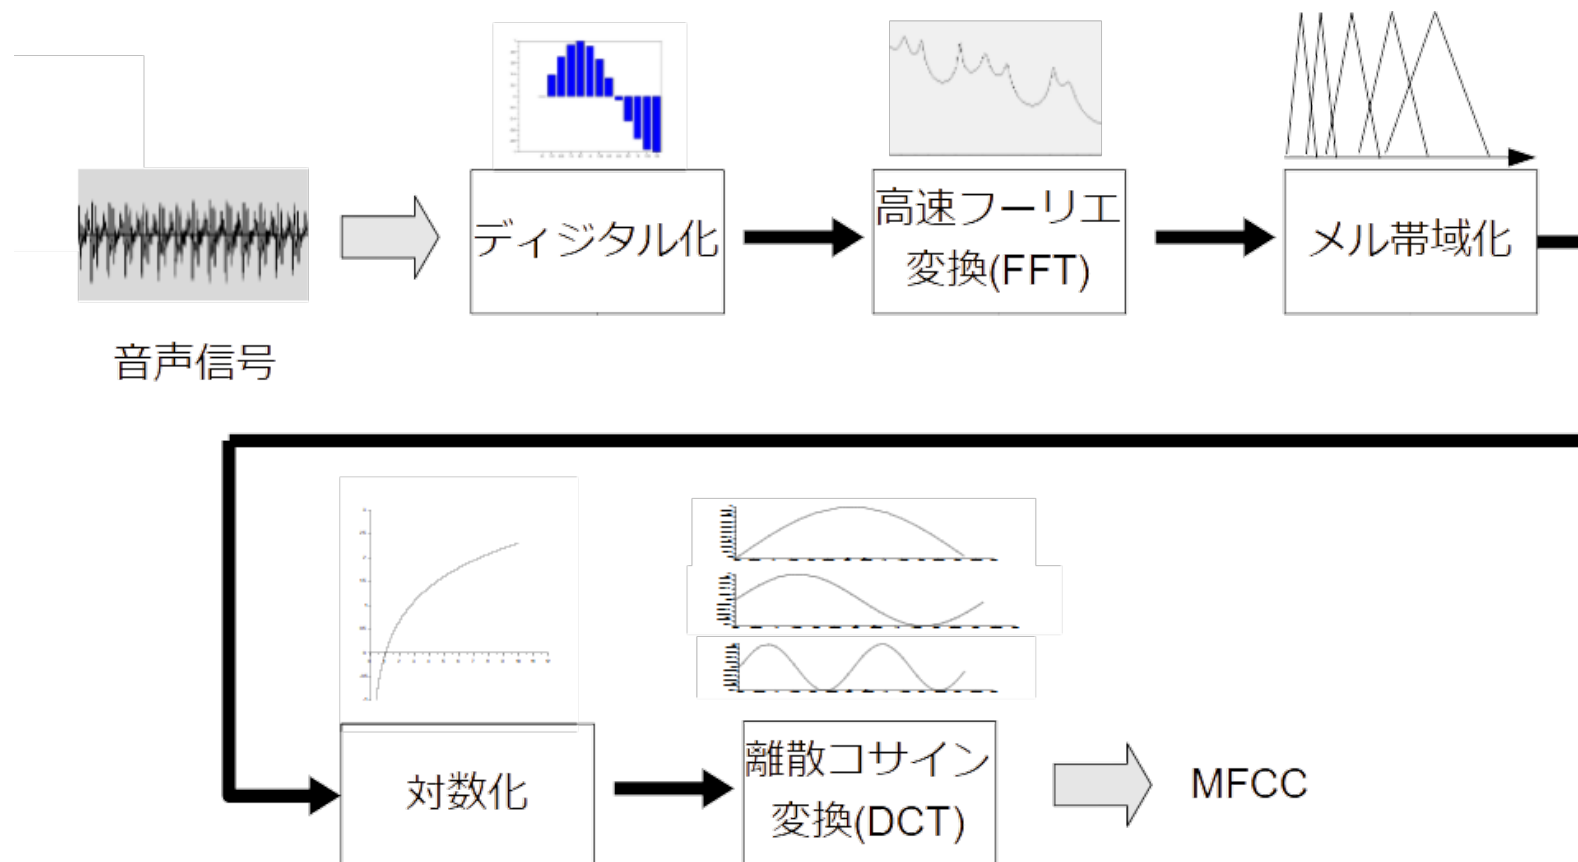 ディジタル化
高速フーリエ
変換(FFT)
メル帯域化
音声信号
対数化
離散コサイン
変換(DCT)
MFCC